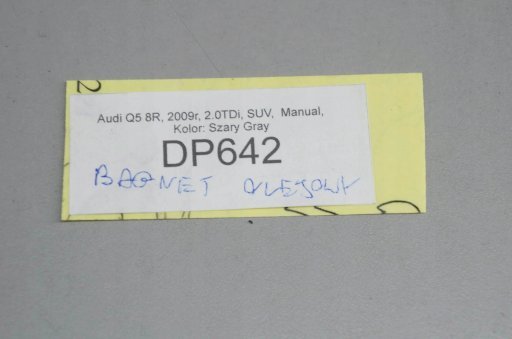 Audi Q5 8R, 2009r, 2.0TDi, SUV, Manual,
Kolor: Szary Gray
DP642
BAGNET OLEJOWY